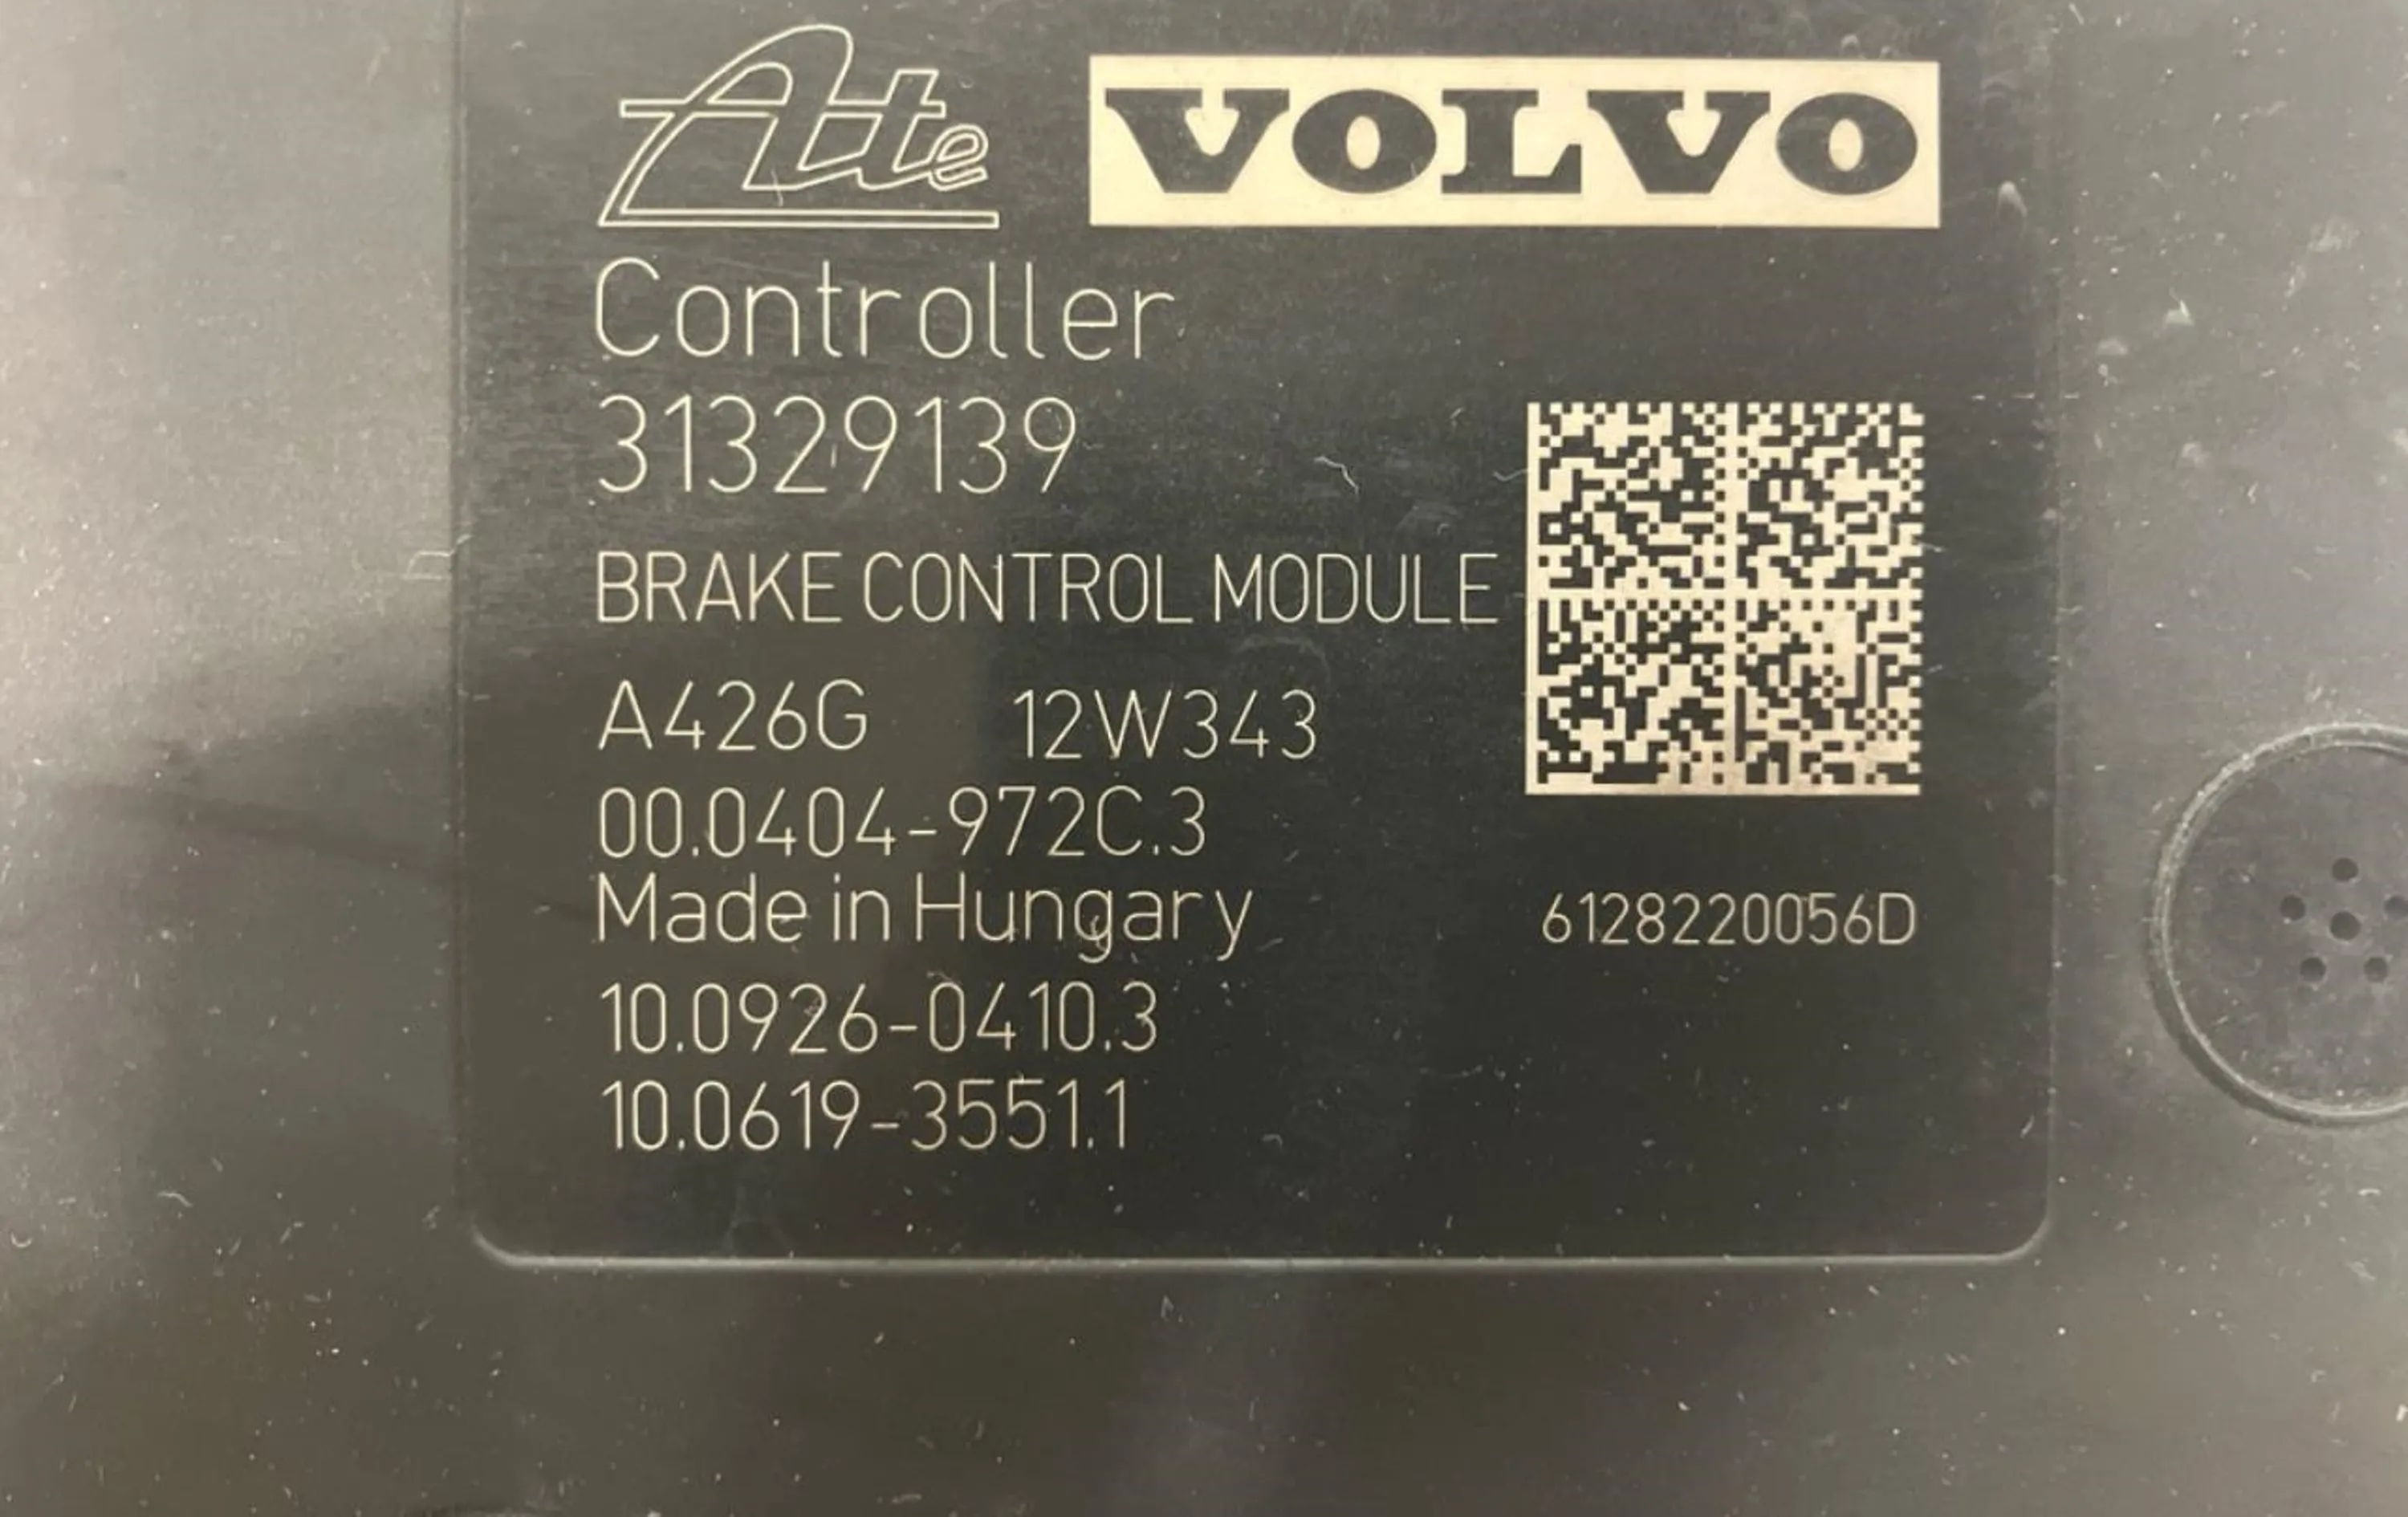 Ate VOLVO
Controller
31329139
BRAKE CONTROL MODULE
A426G 12W343
00.0404-972C.3
Made in Hungary
6128220056D
10.0926-0410.3
10.0619-3551.1